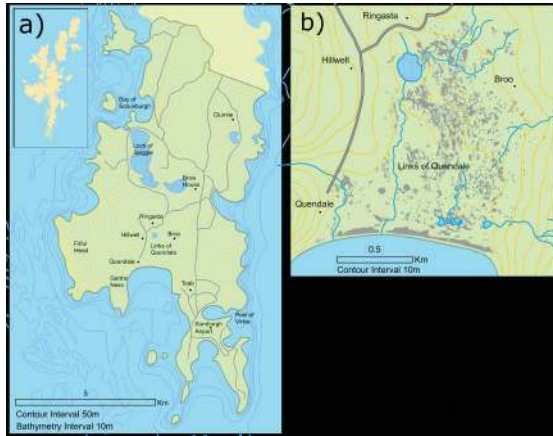 a)
Bay of
Scousburgh
Clumlie
Loch of
Spiggie
Brow
House
Ringasta
Hillwell
Broo
Links of
Quendale
Fitful
Head
Quendale
Garths
Ness
Toab
Pool of
Virkie
Sumburgh
Airport
5
Km
Contour Interval 50m
Bathymetry Interval 10m
b)
Ringasta
Hillwell
Broo
Links of Quendale
Quendale
0.5
Km
Contour Interval 10m